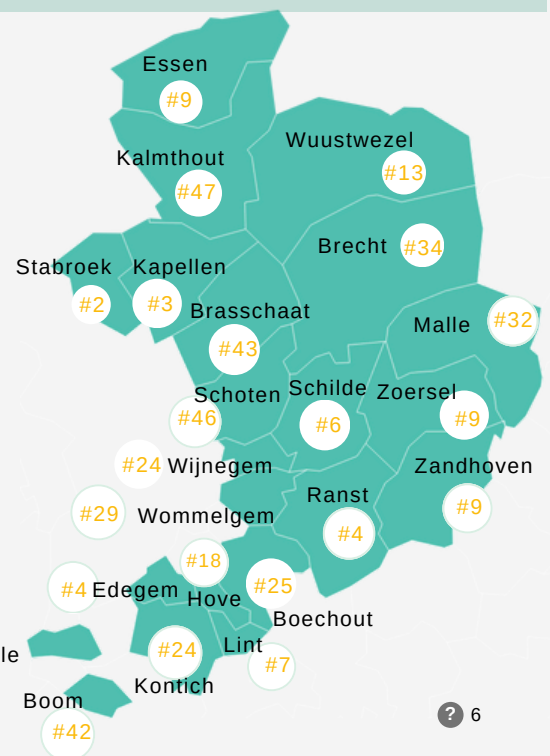 Essen
#9
Wuustwezel
#13
Kalmthout
#47
Brecht
#34
Stabroek
#2
Kapellen
#3
Brasschaat
#43
Malle
#32
Schoten
#46
Schilde
#6
Zoersel
#9
#24
Wijnegem
Zandhoven
#9
#29
Wommelgem
Ranst
#4
#18
Hove
#4
Edegem
#25
Boechout
Lint
#7
#24
Kontich
le
Boom
#42
? 6